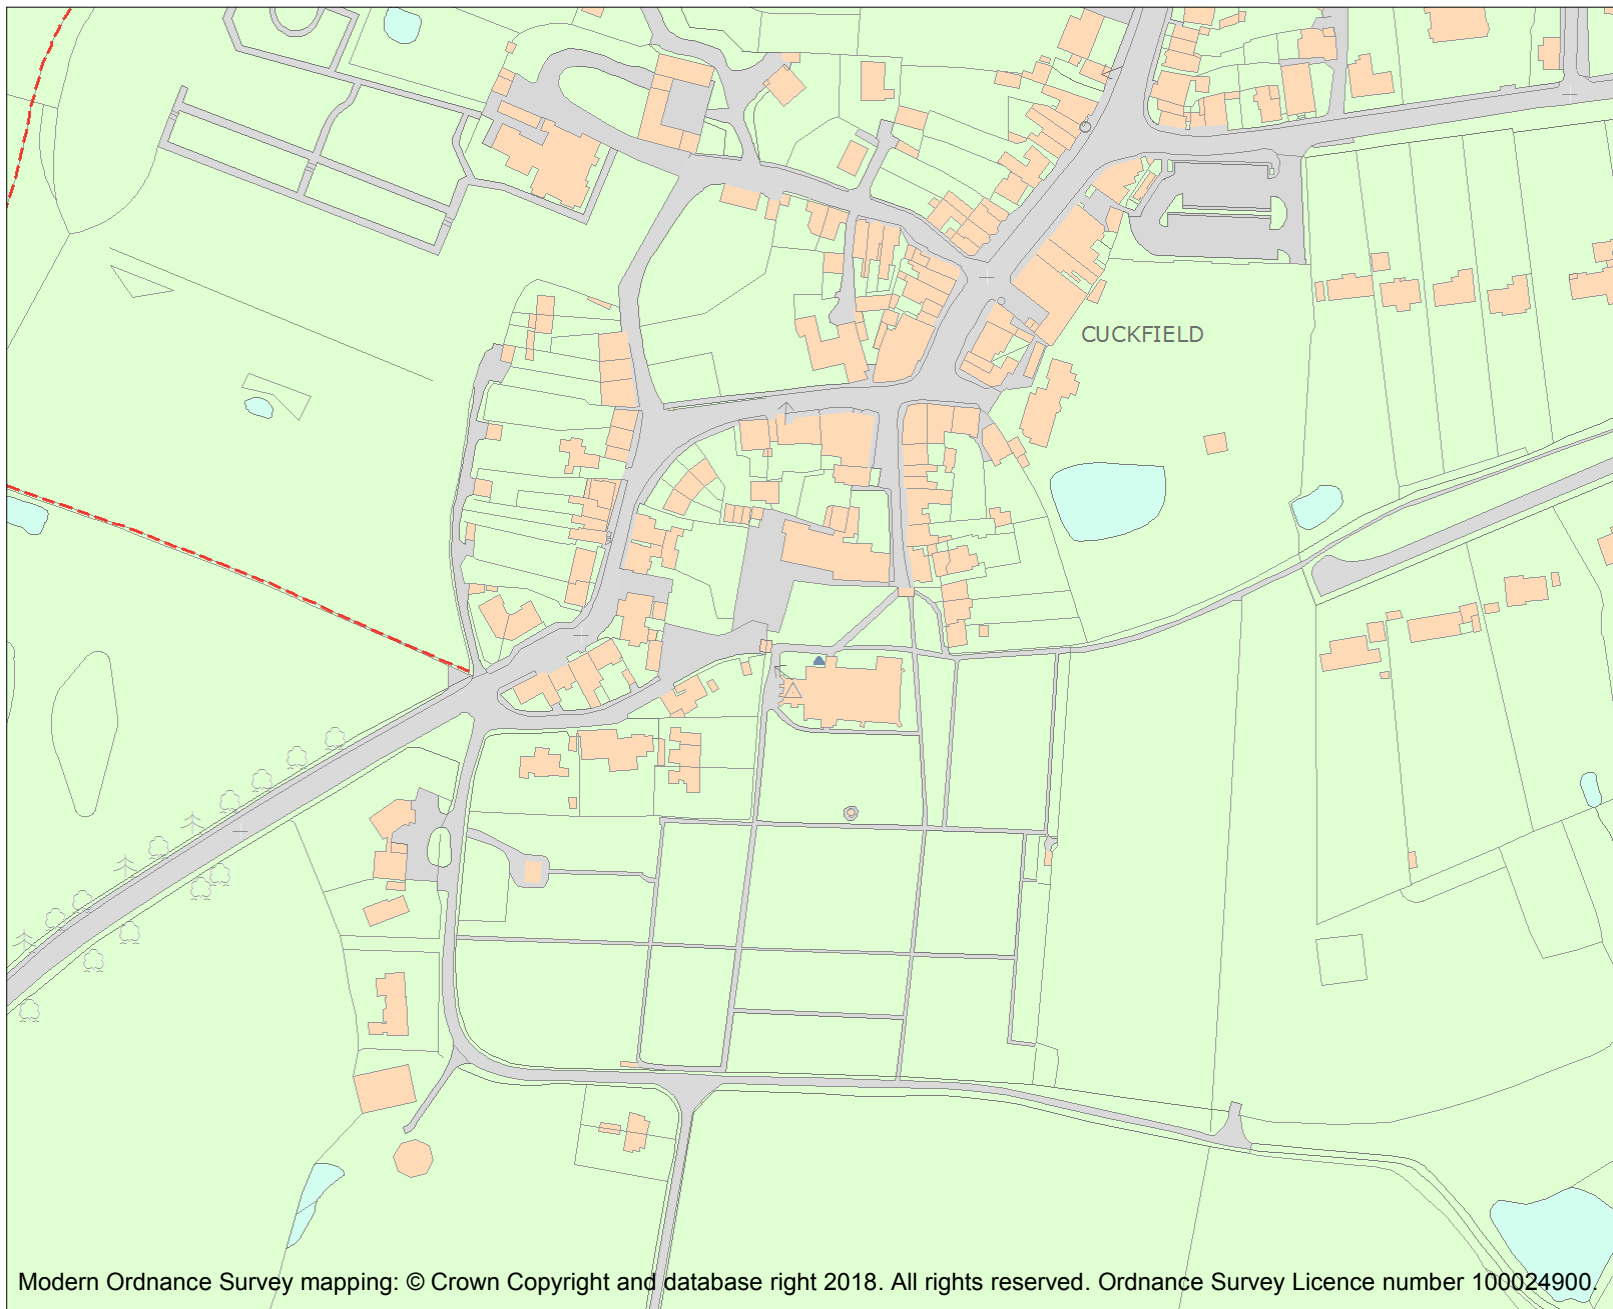 CUCKFIELD
Modern Ordnance Survey mapping: © Crown Copyright and database right 2018. All rights reserved. Ordnance Survey Licence number 100024900.